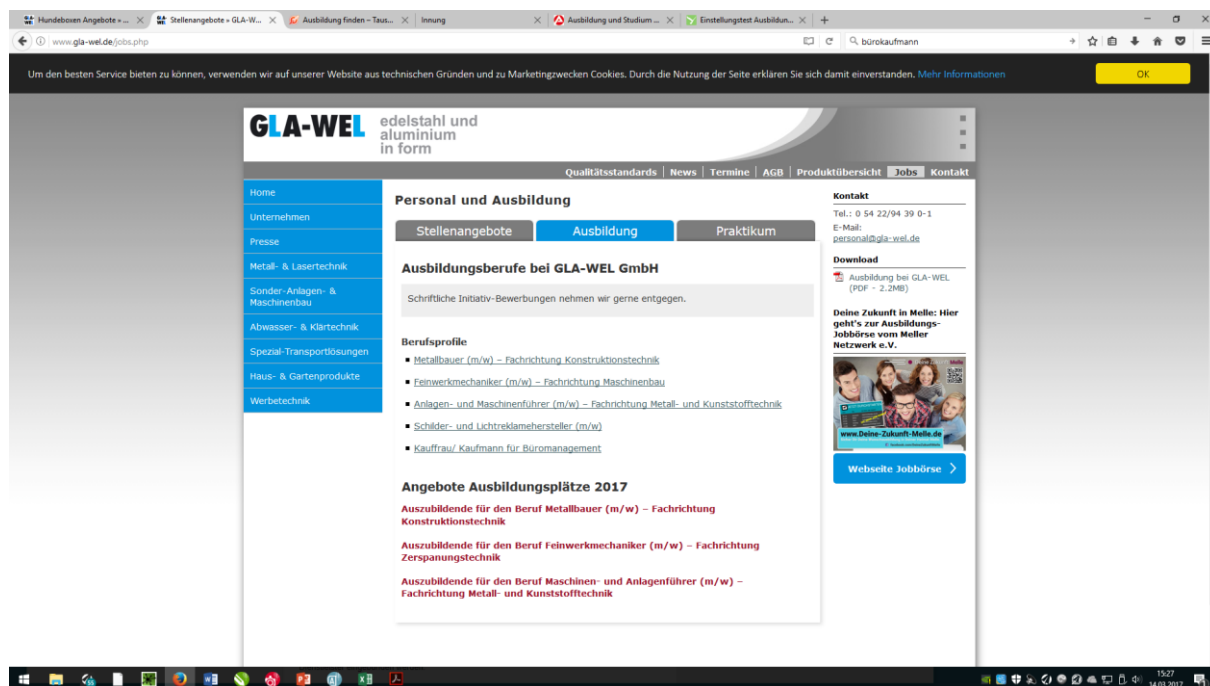 Hundeboxen Angebote » ...
Stellenangebote » GLA-W...
Ausbildung finden – Taus...
Innung
Ausbildung und Studium ...
Einstellungstest Ausbildun...
www.gla-wel.de/jobs.php
bürokaufmann
Um den besten Service bieten zu können, verwenden wir auf unserer Website aus technischen Gründen und zu Marketingzwecken Cookies. Durch die Nutzung der Seite erklären Sie sich damit einverstanden. Mehr Informationen
OK
GLA-WEL
edelstahl und
aluminium
in form
Qualitätsstandards | News | Termine | AGB | Produktübersicht Jobs Kontakt
Home
Unternehmen
Presse
Metall- & Lasertechnik
Sonder-Anlagen- &
Maschinenbau
Abwasser- & Klärtechnik
Spezial-Transportlösungen
Haus- & Gartenprodukte
Werbetechnik
Personal und Ausbildung
Stellenangebote
Ausbildung
Praktikum
Ausbildungsberufe bei GLA-WEL GmbH
Schriftliche Initiativ-Bewerbungen nehmen wir gerne entgegen.
Berufsprofile
Metallbauer (m/w) – Fachrichtung Konstruktionstechnik
Feinwerkmechaniker (m/w) – Fachrichtung Maschinenbau
Anlagen- und Maschinenführer (m/w) – Fachrichtung Metall- und Kunststofftechnik
Schilder- und Lichtreklamehersteller (m/w)
Kauffrau/ Kaufmann für Büromanagement
Angebote Ausbildungsplätze 2017
Auszubildende für den Beruf Metallbauer (m/w) – Fachrichtung
Konstruktionstechnik
Auszubildende für den Beruf Feinwerkmechaniker (m/w) – Fachrichtung
Zerspanungstechnik
Auszubildende für den Beruf Maschinen- und Anlagenführer (m/w) –
Fachrichtung Metall- und Kunststofftechnik
Kontakt
Tel.: 0 54 22/94 39 0-1
E-Mail:
personal@gla-wel.de
Download
Ausbildung bei GLA-WEL
(PDF - 2.2MB)
Deine Zukunft in Melle: Hier
geht's zur Ausbildungs-
Jobbörse vom Meller
Netzwerk e.V.
www.Deine-Zukunft-Melle.de
Webseite Jobbörse
15:27
14.03.2017